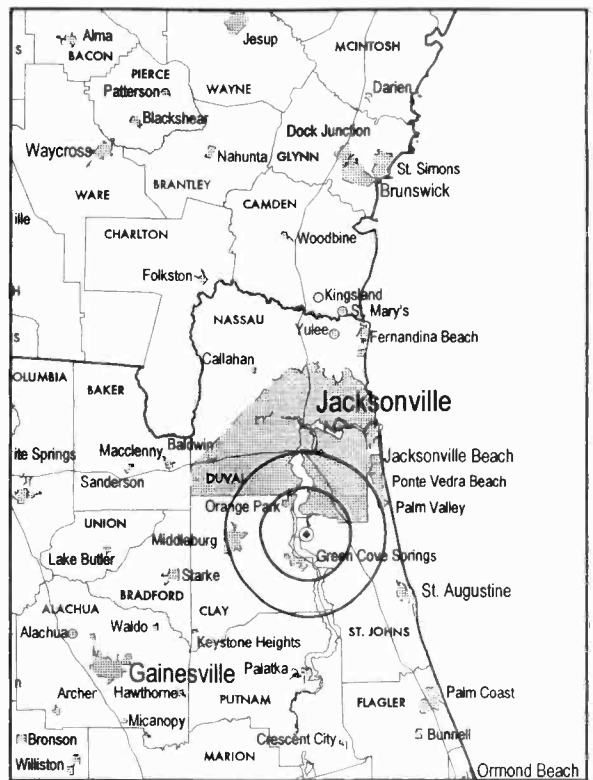 Alma
S
BACON
Jesup
MCINTOSH
PIERCE
Patterson
WAYNE
Darien
Blackshear
Dock Junction
Waycross
Nahunta
GLYNN
St. Simons
Brunswick
WARE
BRANTLEY
CAMDEN
ille
CHARLTON
Woodbine
Folkston
H
Kingsland
St. Mary's
NASSAU
S
Yulee
Fernandina Beach
Callahan
OLUMBIA
BAKER
Jacksonville
Baldwin
ite Springs
Macclenny
Jacksonville Beach
Sanderson
DUVAL
Ponte Vedra Beach
Orange Park
Palm Valley
UNION
Middleburg
Lake Butler
Green Cove Springs
Starke
St. Augustine
BRADFORD
ALACHUA
CLAY
Waldo
Alachua
ST. JOHNS
Keystone Heights
Gainesville
Palatka
n
Archer
Hawthorne
PUTNAM
FLAGLER
Palm Coast
Micanopy
Bronson
Crescent City
Bunnell
MARION
Williston
Ormond Beach